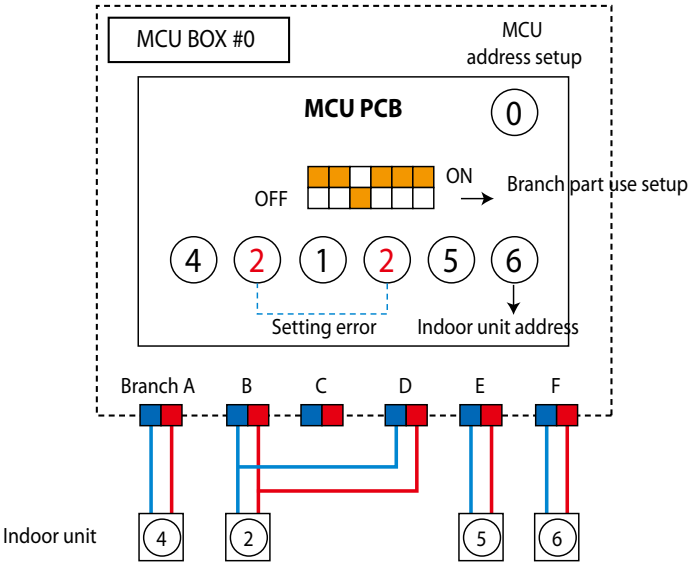 MCU BOX #0
MCU
address setup
MCU PCB
0
ON
OFF
Branch part use setup
4 2 1 2 5 6
Setting error
Indoor unit address
Branch A B C D E F
Indoor unit 4 2 5 6